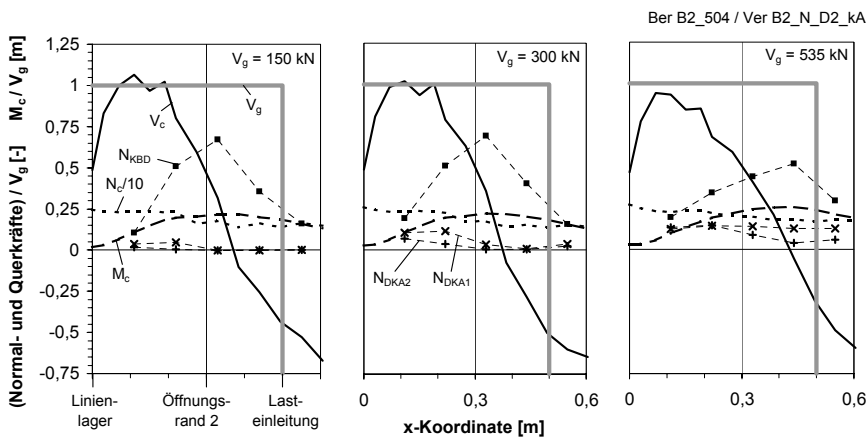 Ber B2_504 / Ver B2_N_D2_kA
(Normal- und Querkräfte) / Vg [-] Mc / Vg [m]
1,25
1
0,75
0,5
0,25
0
-0,25
-0,5
-0,75
Vg = 150 kN
Vc
Vg
NKBD
Nc/10
Mc
Linien-
lager
Öffnungs-
rand 2
Last-
einleitung
Vg = 300 kN
NDKA2
NDKA1
0
0,3
0,6
Vg = 535 kN
0
0,3
0,6
x-Koordinate [m]